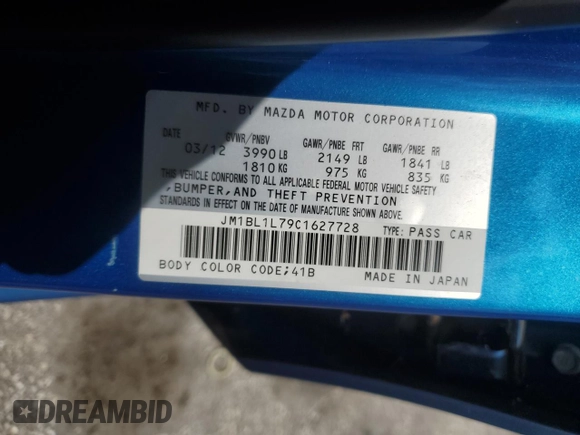 MFD. BY MAZDA MOTOR CORPORATION
DATE GVWR/PNBV GAWR/PNBE FRT GAWR/PNBE RR
03/12 3990 LB 2149 LB 1841 LB
1810 KG 975 KG 835 KG
THIS VEHICLE CONFORMS TO ALL APPLICABLE FEDERAL MOTOR VEHICLE SAFETY
,BUMPER,AND THEFT PREVENTION
STANDARDS IN EFFECT ON THE DATE OF MANUFACTURE SHOWN ABOVE.
JM1BL1L79C1627728 TYPE: PASS CAR
BODY COLOR CODE;41B MADE IN JAPAN
DREAMBID